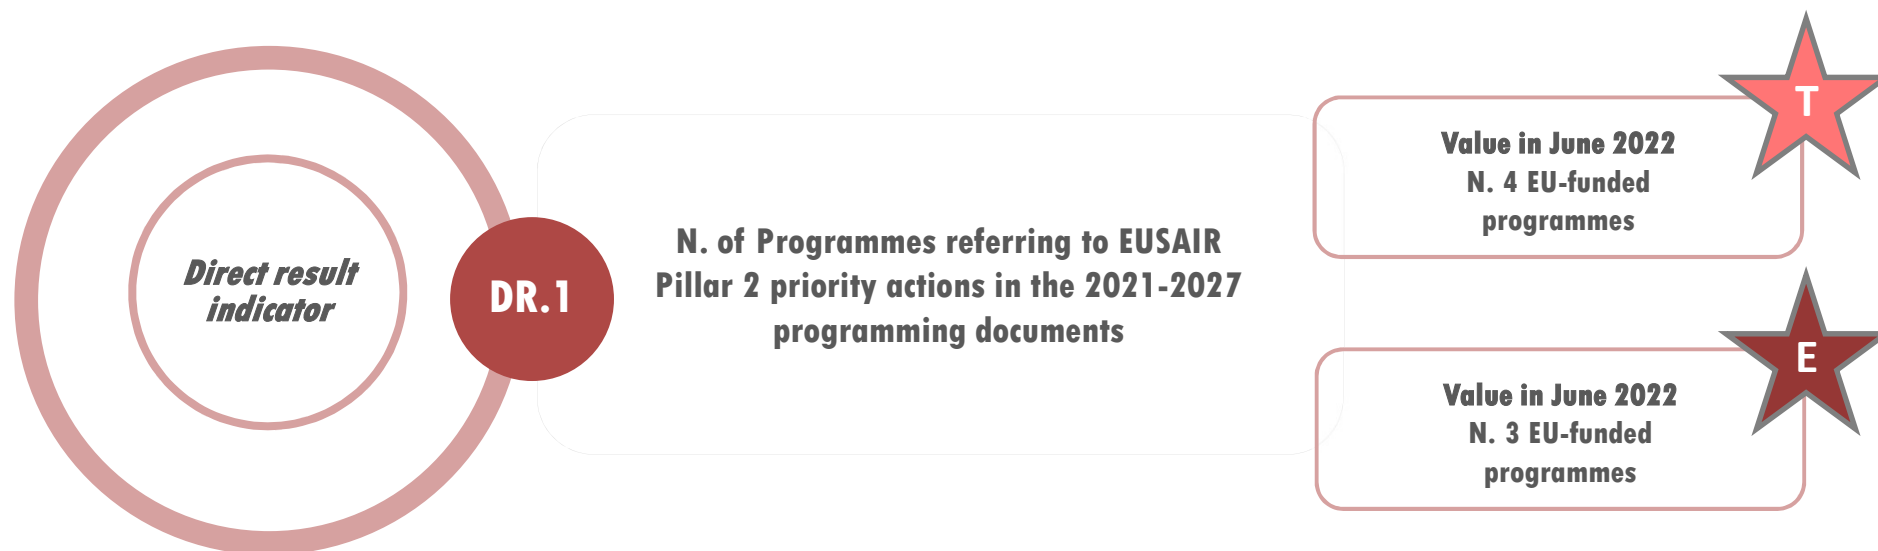 Direct result
indicator
DR.1
N. of Programmes referring to EUSAIR
Pillar 2 priority actions in the 2021-2027
programming documents
T
Value in June 2022
N. 4 EU-funded
programmes
E
Value in June 2022
N. 3 EU-funded
programmes